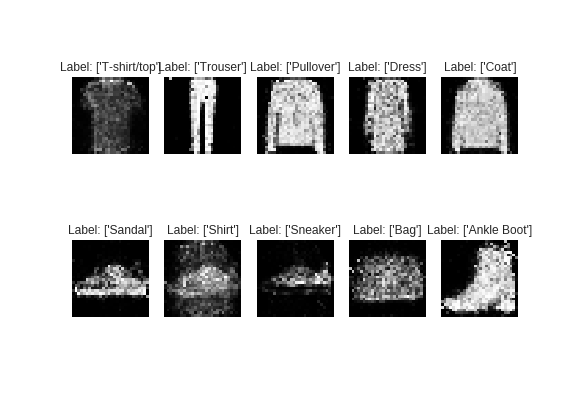 Label: ['T-shirt/top'] Label: ['Trouser'] Label: ['Pullover'] Label: ['Dress'] Label: ['Coat']
Label: ['Sandal'] Label: ['Shirt'] Label: ['Sneaker'] Label: ['Bag'] Label: ['Ankle Boot']